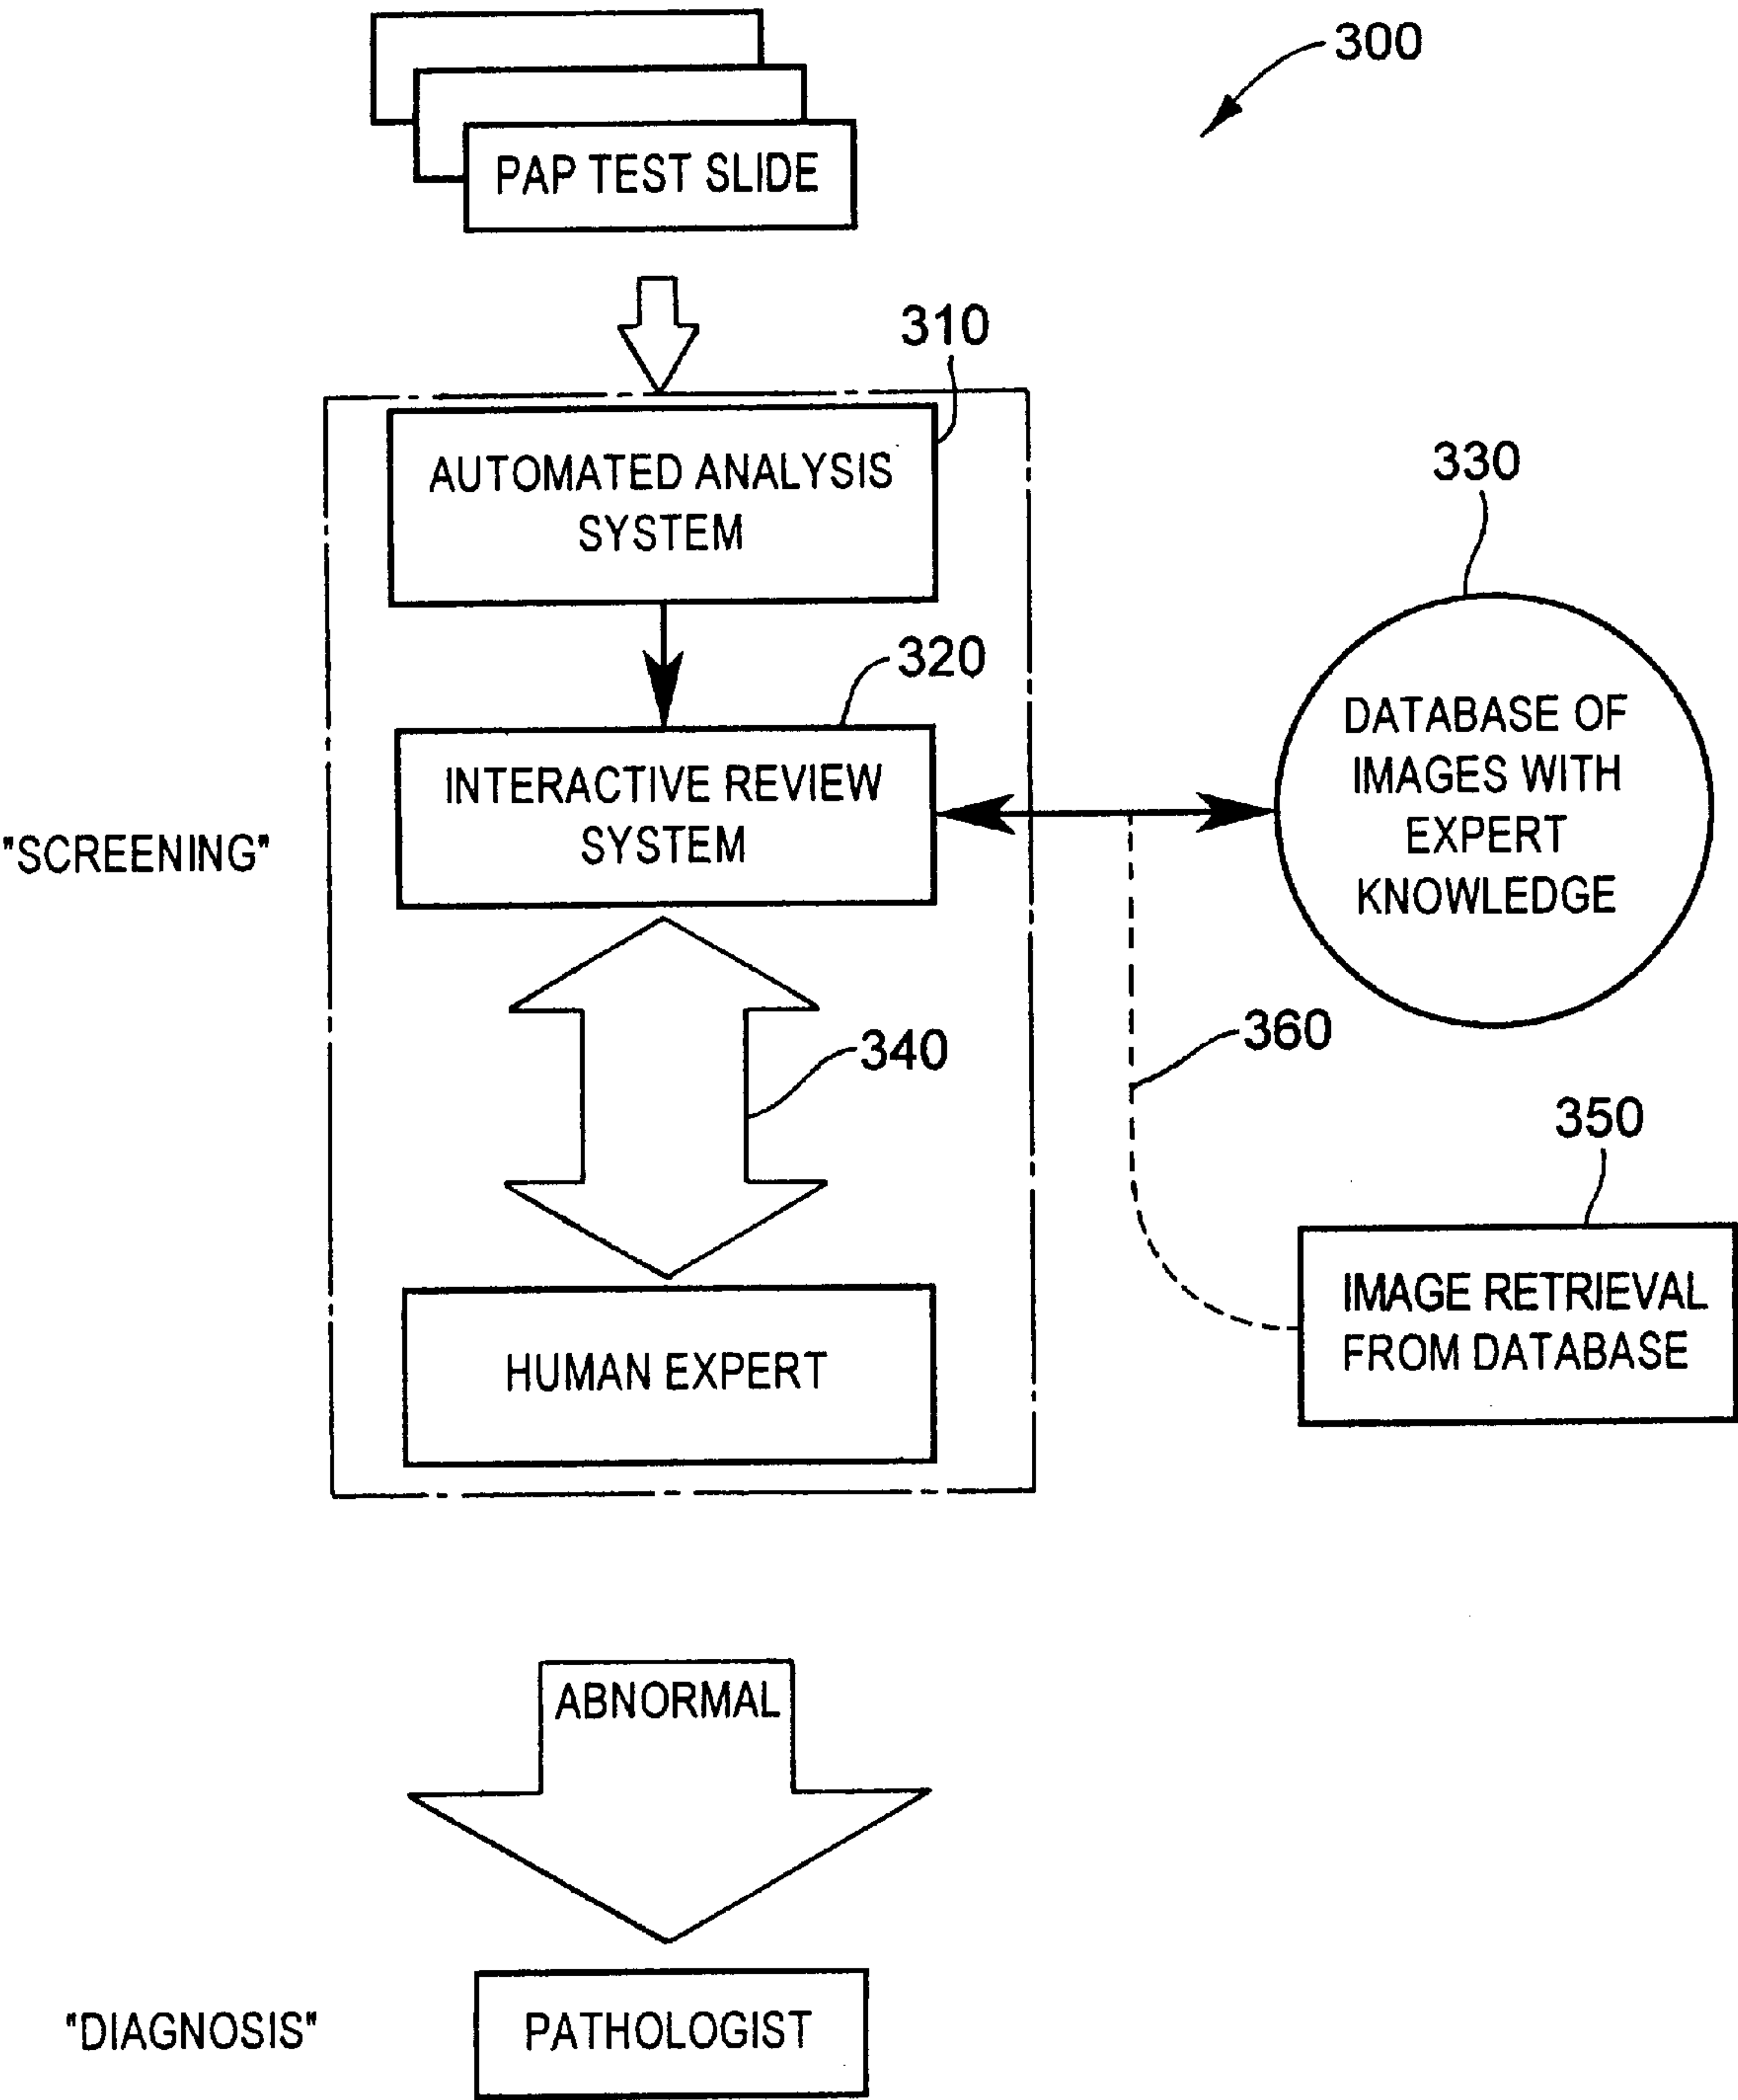 300
PAP TEST SLIDE
310
AUTOMATED ANALYSIS
SYSTEM
330
320
INTERACTIVE REVIEW
SYSTEM
DATABASE OF
IMAGES WITH
EXPERT
KNOWLEDGE
"SCREENING"
340
360
350
IMAGE RETRIEVAL
FROM DATABASE
HUMAN EXPERT
ABNORMAL
"DIAGNOSIS"
PATHOLOGIST